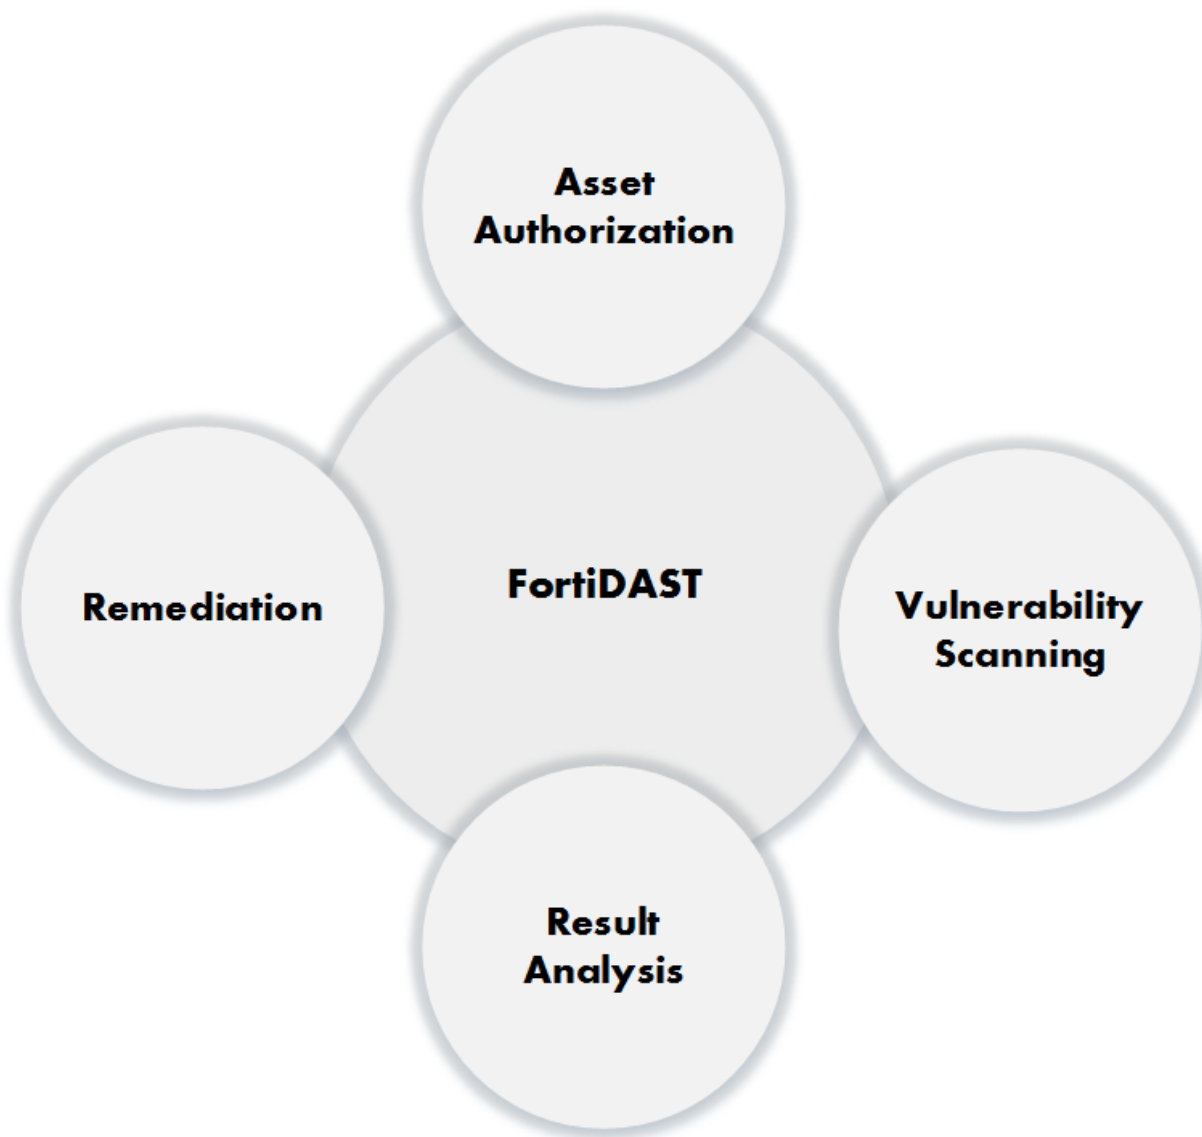 Asset
Authorization
FortiDAST
Remediation
Vulnerability
Scanning
Result
Analysis